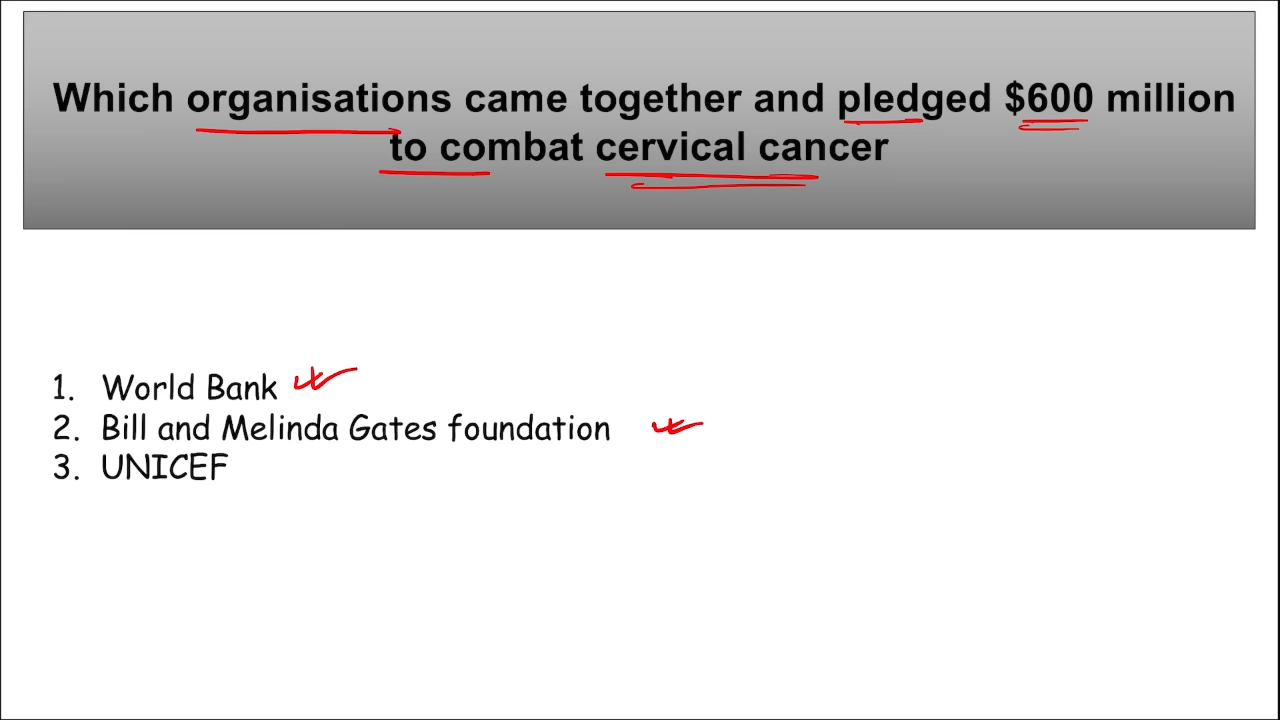 Which organisations came together and pledged $600 million
to combat cervical cancer
1. World Bank
2. Bill and Melinda Gates foundation
3. UNICEF